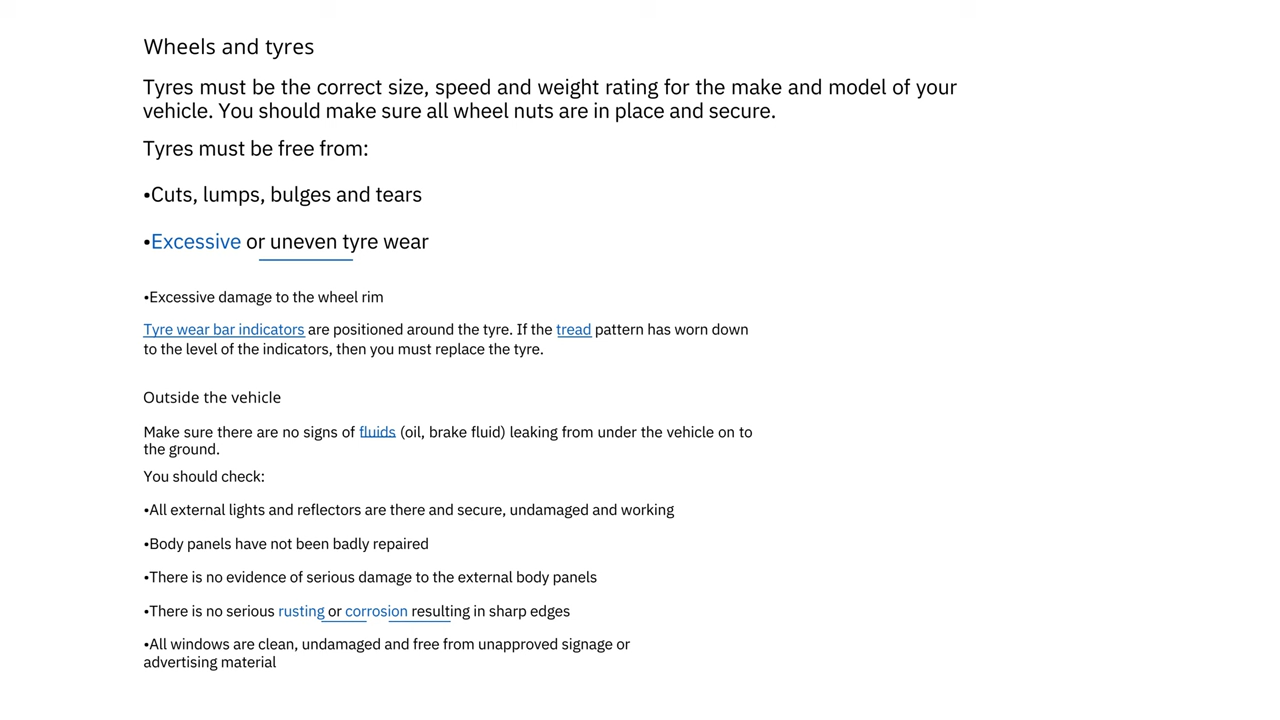 Wheels and tyres
Tyres must be the correct size, speed and weight rating for the make and model of your
vehicle. You should make sure all wheel nuts are in place and secure.
Tyres must be free from:
•Cuts, lumps, bulges and tears
•Excessive or uneven tyre wear
•Excessive damage to the wheel rim
Tyre wear bar indicators are positioned around the tyre. If the tread pattern has worn down
to the level of the indicators, then you must replace the tyre.
Outside the vehicle
Make sure there are no signs of fluids (oil, brake fluid) leaking from under the vehicle on to
the ground.
You should check:
•All external lights and reflectors are there and secure, undamaged and working
•Body panels have not been badly repaired
•There is no evidence of serious damage to the external body panels
•There is no serious rusting or corrosion resulting in sharp edges
•All windows are clean, undamaged and free from unapproved signage or
advertising material